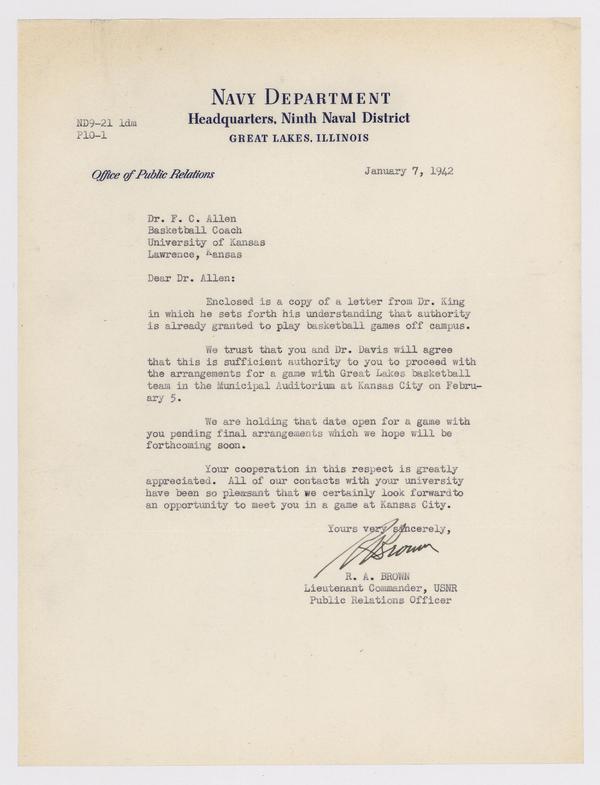 NAVY DEPARTMENT
Headquarters, Ninth Naval District
GREAT LAKES, ILLINOIS
ND9-21 ldm
P10-1
Office of Public Relations
January 7, 1942
Dr. F. C. Allen
Basketball Coach
University of Kansas
Lawrence, Kansas
Dear Dr. Allen:
Enclosed is a copy of a letter from Dr. King
in which he sets forth his understanding that authority
is already granted to play basketball games off campus.
We trust that you and Dr. Davis will agree
that this is sufficient authority to you to proceed with
the arrangements for a game with Great Lakes basketball
team in the Municipal Auditorium at Kansas City on Febru-
ary 5.
We are holding that date open for a game with
you pending final arrangements which we hope will be
forthcoming soon.
Your cooperation in this respect is greatly
appreciated. All of our contacts with your university
have been so pleasant that we certainly look forwardto
an opportunity to meet you in a game at Kansas City.
Yours very sincerely,
R A Brown
R. A. BROWN
Lieutenant Commander, USNR
Public Relations Officer